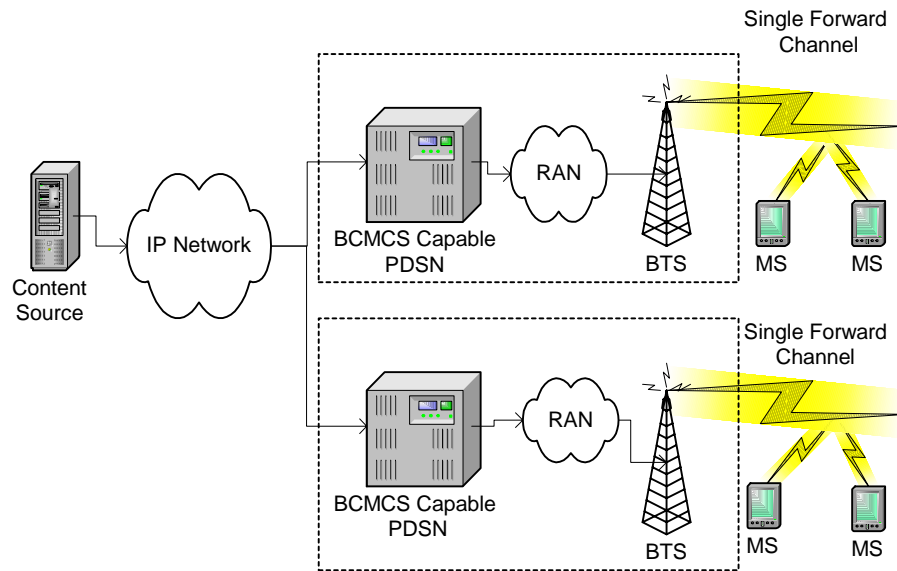 Single Forward
Channel
RAN
IP Network
BCMCS Capable
PDSN
BTS
MS
MS
Content
Source
Single Forward
Channel
RAN
BCMCS Capable
PDSN
BTS
MS
MS